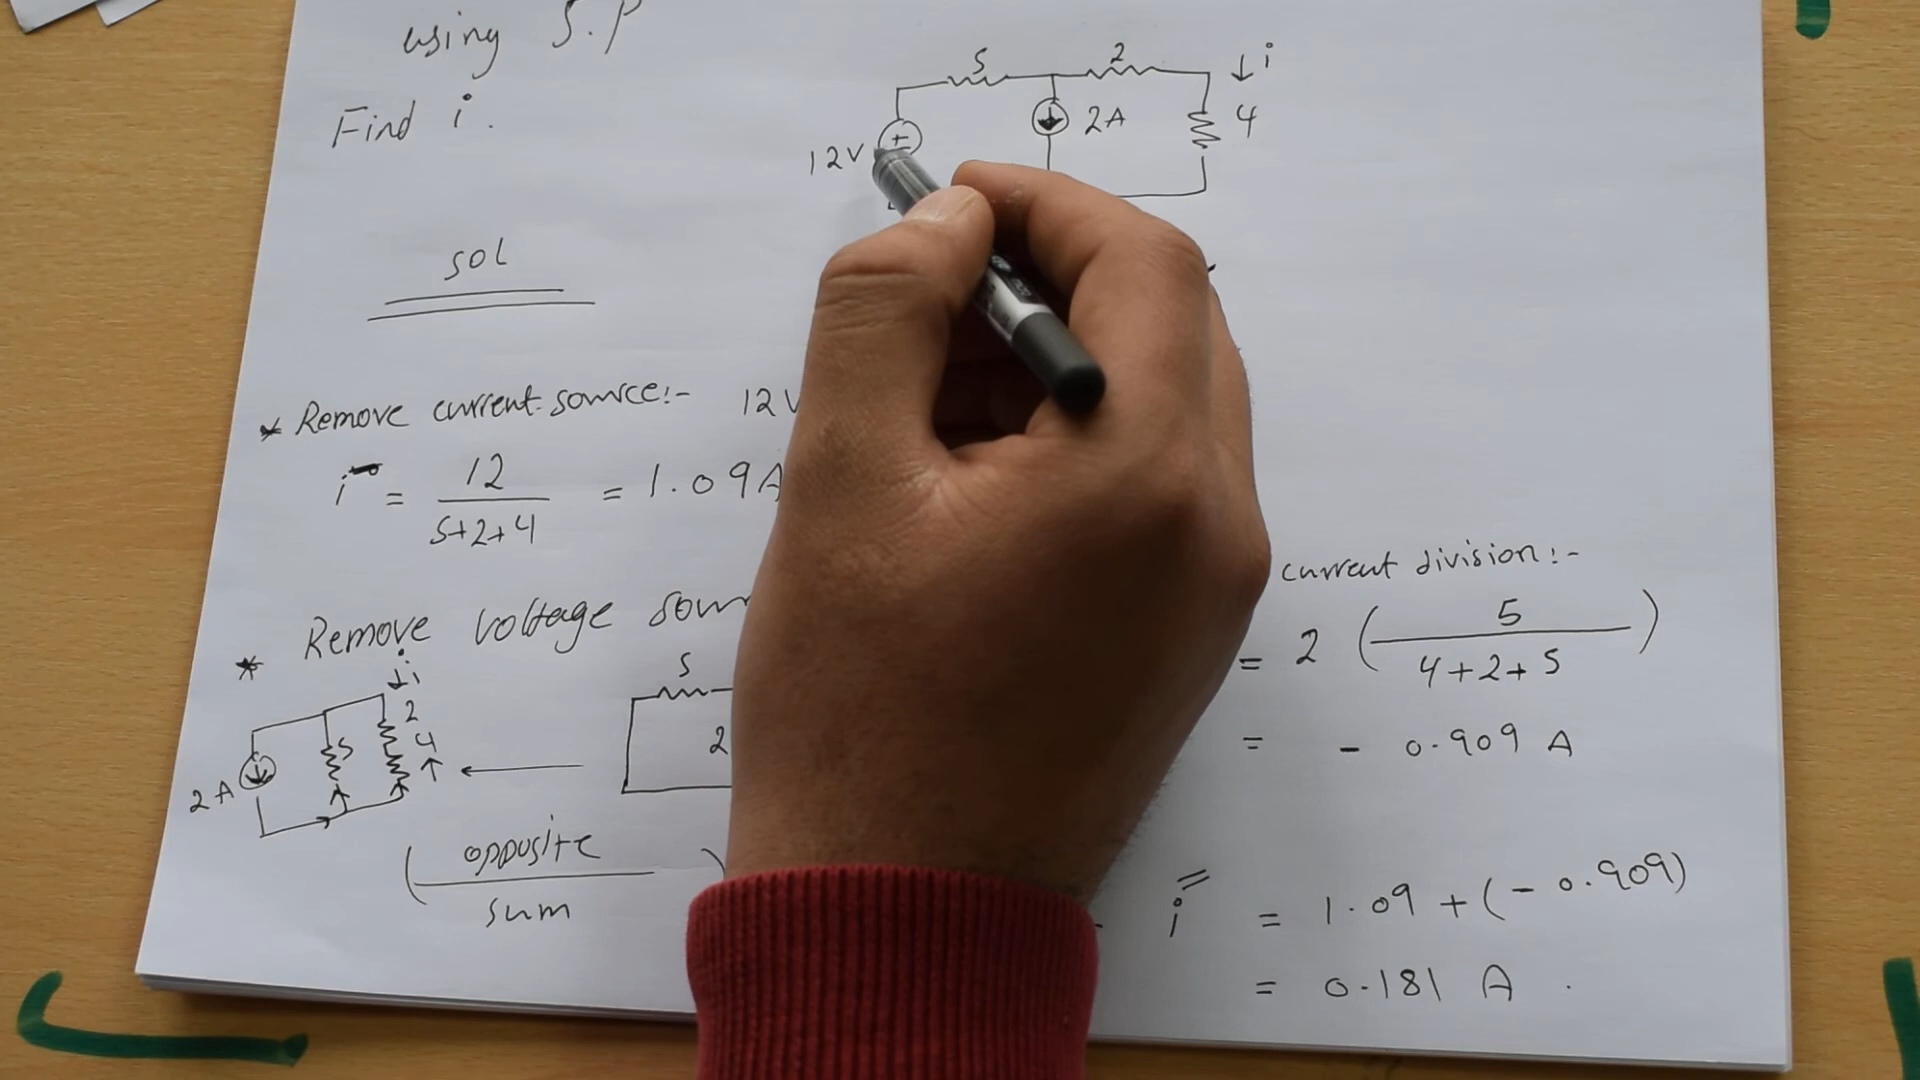 using S.P
Find i.
5 2 i
12V + 2A 4
sol
* Remove current source:- 12V
i = 12 / 5+2+4 = 1.09A
* Remove voltage sour
current division:-
= 2 ( 5 / 4+2+5 )
= - 0.909 A
i
2
5 4
2A
5
2
( opposite / sum )
i = 1.09 + (- 0.909)
= 0.181 A .